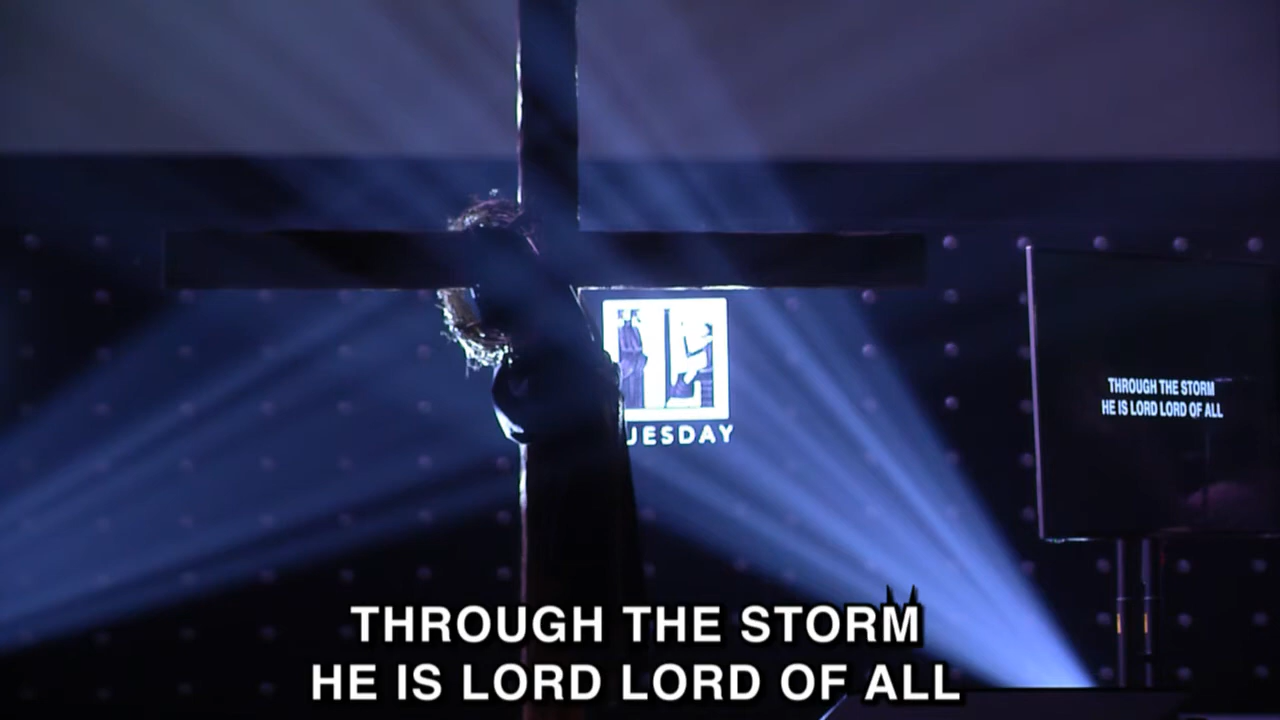 UESDAY
THROUGH THE STORM
HE IS LORD LORD OF ALL
THROUGH THE STORM
HE IS LORD LORD OF ALL